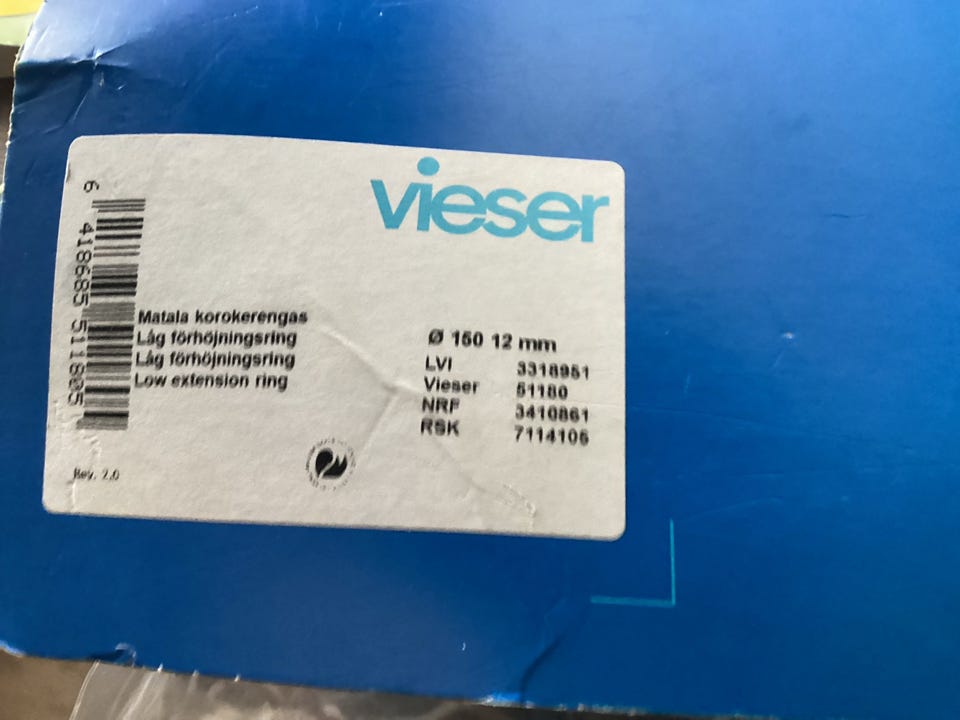 vieser
6 418685 511805
Matala korokerengas
Låg förhöjningsring
Låg förhöjningsring
Low extension ring
Ø 150 12 mm
LVI 3318951
Vieser 51180
NRF 3410861
RSK 7114105
Rev. 2.0